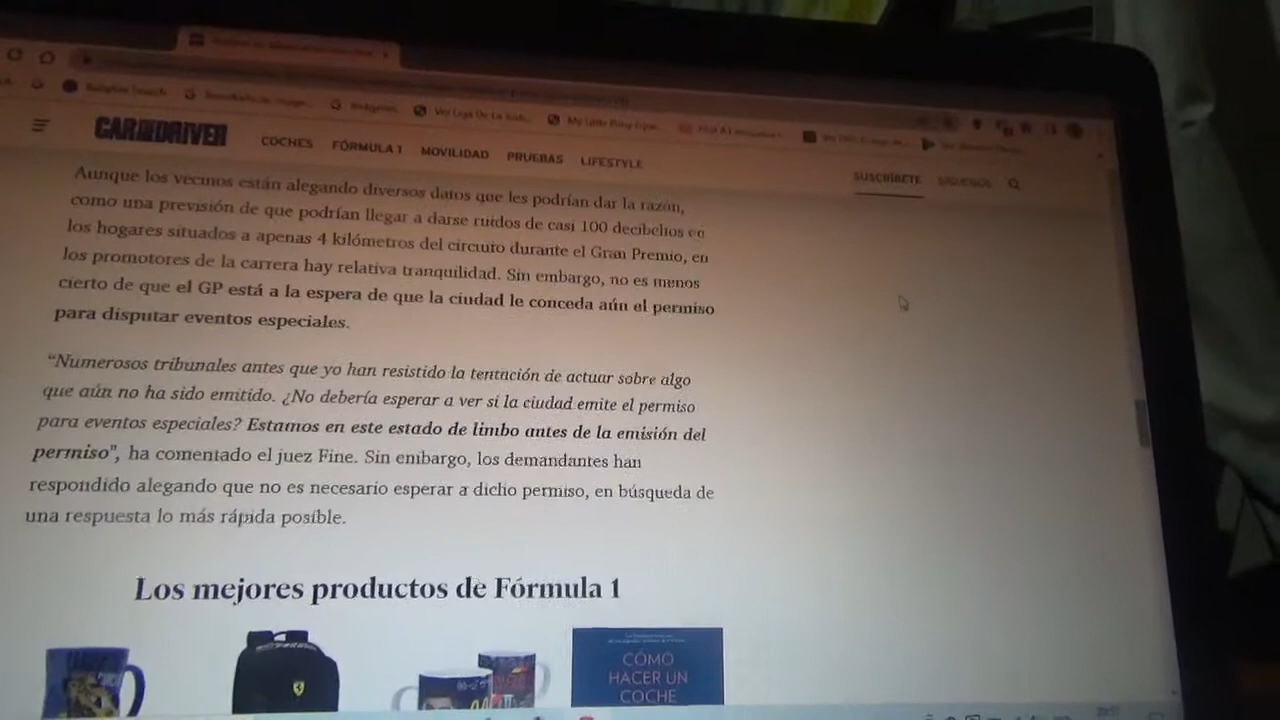 CAR AND DRIVER
COCHES FÓRMULA 1 MOVILIDAD PRUEBAS LIFESTYLE
SUSCRÍBETE SÍGUENOS
Aunque los vecinos están alegando diversos datos que les podrían dar la razón,
como una previsión de que podrían llegar a darse ruidos de casi 100 decibelios en
los hogares situados a apenas 4 kilómetros del circuito durante el Gran Premio, en
los promotores de la carrera hay relativa tranquilidad. Sin embargo, no es menos
cierto de que el GP está a la espera de que la ciudad le conceda aún el permiso
para disputar eventos especiales.
“Numerosos tribunales antes que yo han resistido la tentación de actuar sobre algo
que aún no ha sido emitido. ¿No debería esperar a ver si la ciudad emite el permiso
para eventos especiales? Estamos en este estado de limbo antes de la emisión del
permiso", ha comentado el juez Fine. Sin embargo, los demandantes han
respondido alegando que no es necesario esperar a dicho permiso, en búsqueda de
una respuesta lo más rápida posible.
Los mejores productos de Fórmula 1
CÓMO
HACER UN
COCHE